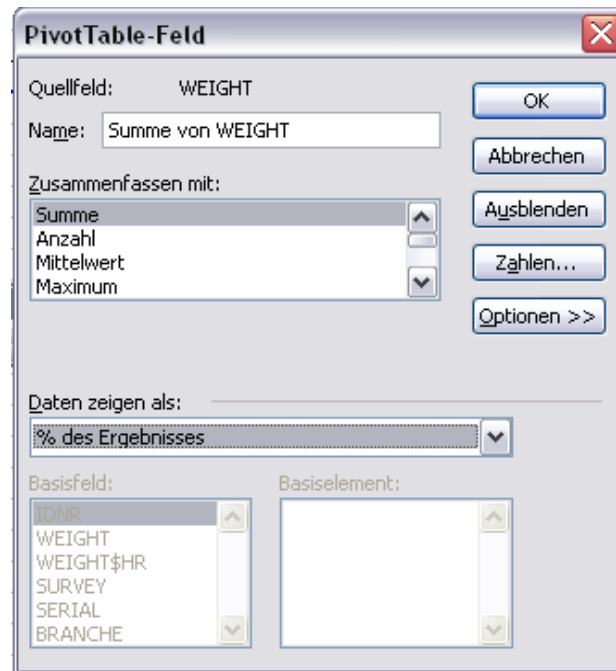 PivotTable-Feld
Quellfeld: WEIGHT
Name: Summe von WEIGHT
Zusammenfassen mit:
Summe
Anzahl
Mittelwert
Maximum
OK
Abbrechen
Ausblenden
Zahlen...
Optionen >>
Daten zeigen als:
% des Ergebnisses
Basisfeld:
IDNR
WEIGHT
WEIGHT$HR
SURVEY
SERIAL
BRANCHE
Basiselement: